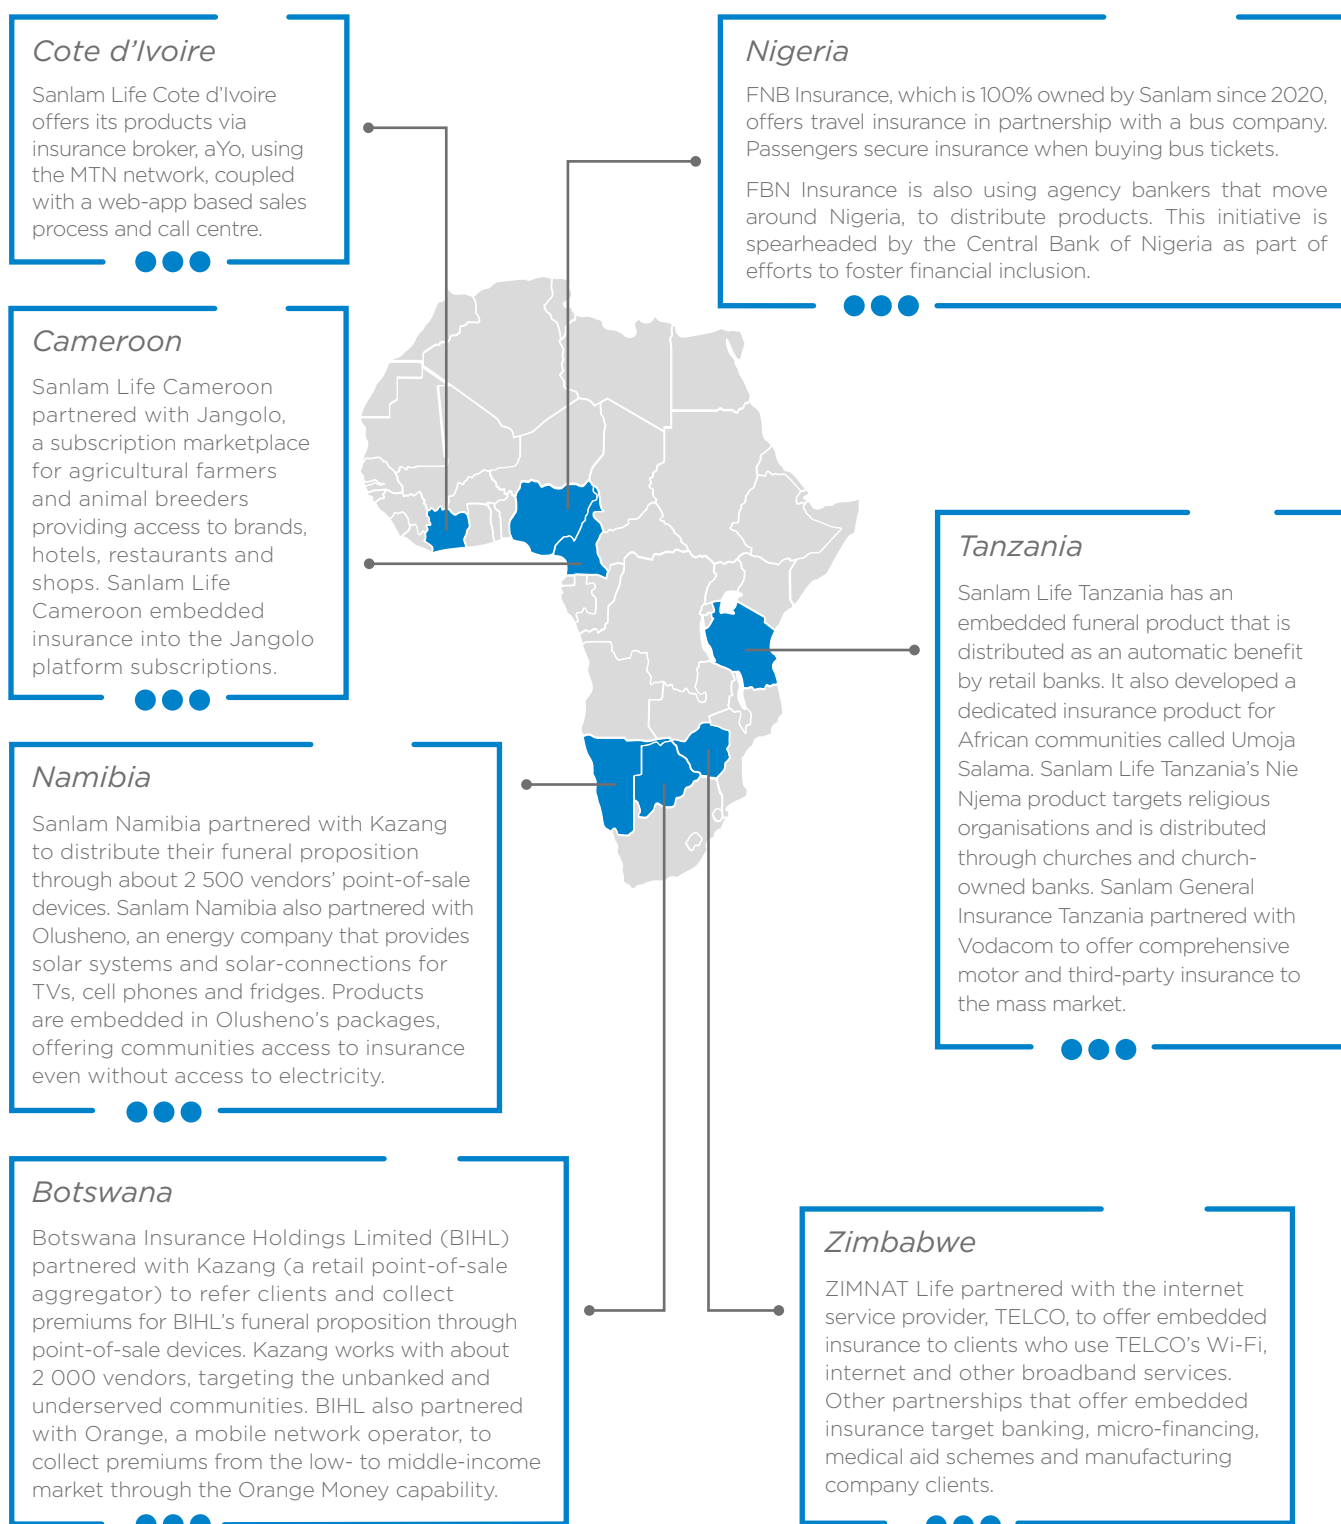 Cote d’Ivoire
Sanlam Life Cote d’Ivoire
offers its products via
insurance broker, aYo, using
the MTN network, coupled
with a web-app based sales
process and call centre.
Nigeria
FNB Insurance, which is 100% owned by Sanlam since 2020,
offers travel insurance in partnership with a bus company.
Passengers secure insurance when buying bus tickets.
FBN Insurance is also using agency bankers that move
around Nigeria, to distribute products. This initiative is
spearheaded by the Central Bank of Nigeria as part of
efforts to foster financial inclusion.
Cameroon
Sanlam Life Cameroon
partnered with Jangolo,
a subscription marketplace
for agricultural farmers
and animal breeders
providing access to brands,
hotels, restaurants and
shops. Sanlam Life
Cameroon embedded
insurance into the Jangolo
platform subscriptions.
Tanzania
Sanlam Life Tanzania has an
embedded funeral product that is
distributed as an automatic benefit
by retail banks. It also developed a
dedicated insurance product for
African communities called Umoja
Salama. Sanlam Life Tanzania’s Nie
Njema product targets religious
organisations and is distributed
through churches and church-
owned banks. Sanlam General
Insurance Tanzania partnered with
Vodacom to offer comprehensive
motor and third-party insurance to
the mass market.
Namibia
Sanlam Namibia partnered with Kazang
to distribute their funeral proposition
through about 2 500 vendors’ point-of-sale
devices. Sanlam Namibia also partnered with
Olusheno, an energy company that provides
solar systems and solar-connections for
TVs, cell phones and fridges. Products
are embedded in Olusheno’s packages,
offering communities access to insurance
even without access to electricity.
Botswana
Botswana Insurance Holdings Limited (BIHL)
partnered with Kazang (a retail point-of-sale
aggregator) to refer clients and collect
premiums for BIHL’s funeral proposition through
point-of-sale devices. Kazang works with about
2 000 vendors, targeting the unbanked and
underserved communities. BIHL also partnered
with Orange, a mobile network operator, to
collect premiums from the low- to middle-income
market through the Orange Money capability.
Zimbabwe
ZIMNAT Life partnered with the internet
service provider, TELCO, to offer embedded
insurance to clients who use TELCO’s Wi-Fi,
internet and other broadband services.
Other partnerships that offer embedded
insurance target banking, micro-financing,
medical aid schemes and manufacturing
company clients.